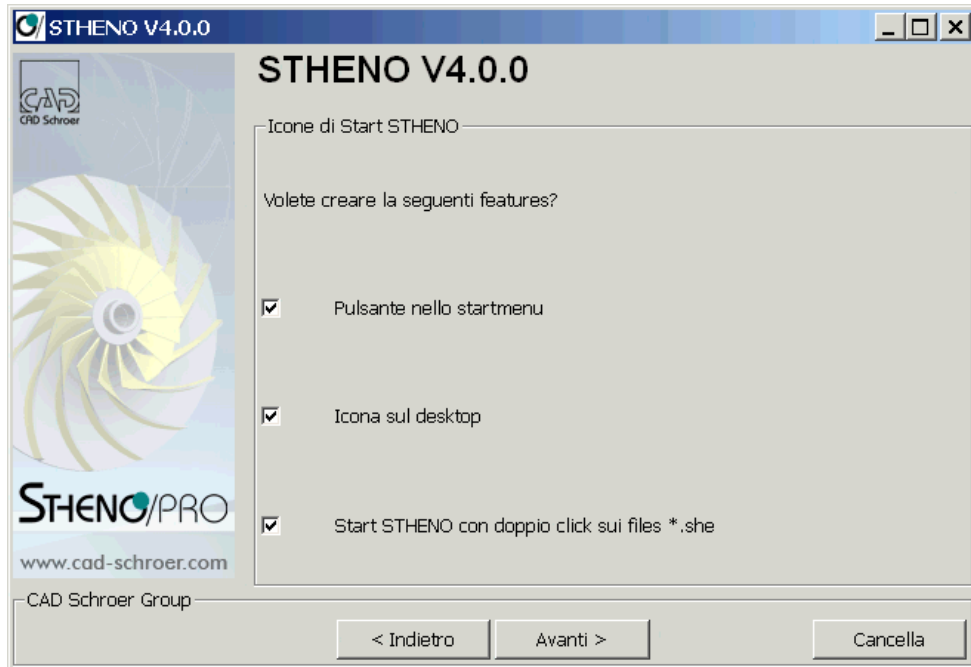 STHENO V4.0.0
STHENO V4.0.0
CAD
CAD Schroer
Icone di Start STHENO
Volete creare la seguenti features?
Pulsante nello startmenu
Icona sul desktop
Start STHENO con doppio click sui files *.she
STHENO/PRO
www.cad-schroer.com
CAD Schroer Group
< Indietro
Avanti >
Cancella